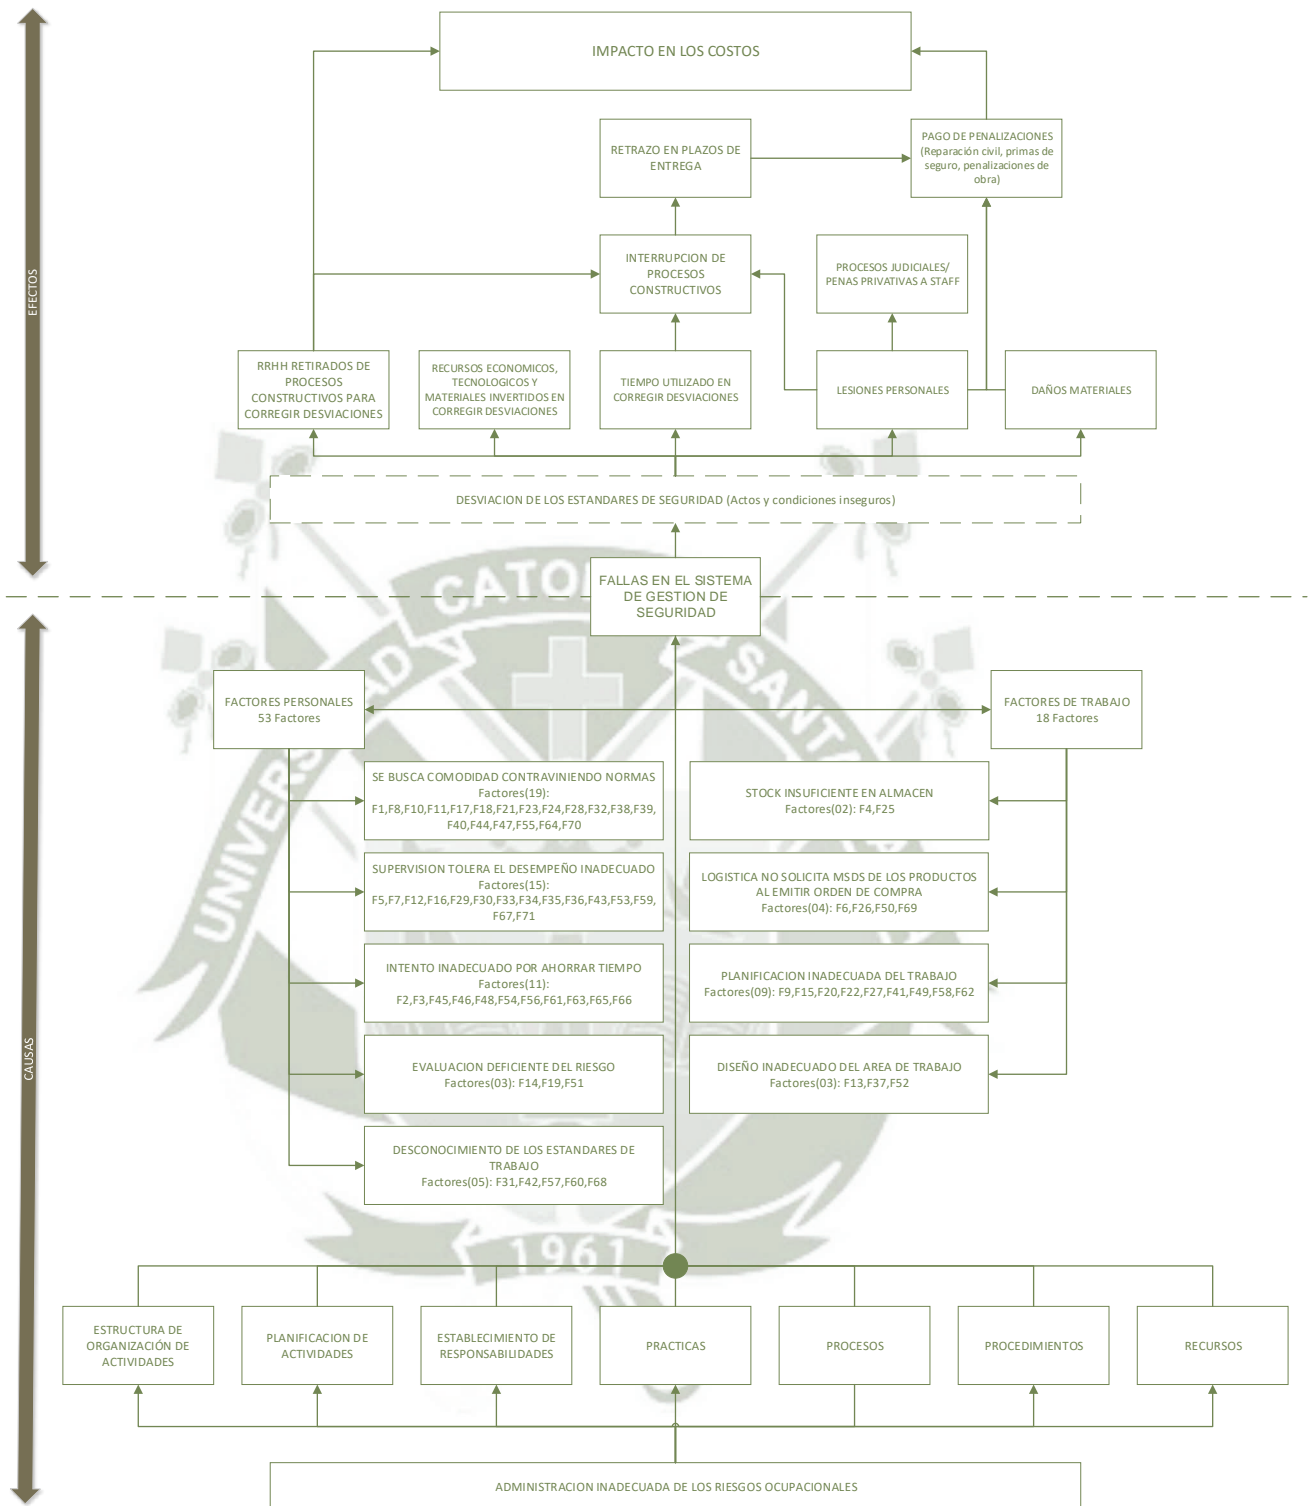 IMPACTO EN LOS COSTOS
RETRAZO EN PLAZOS DE
ENTREGA
PAGO DE PENALIZACIONES
(Reparación civil, primas de
seguro, penalizaciones de
obra)
INTERRUPCION DE
PROCESOS
CONSTRUCTIVOS
PROCESOS JUDICIALES/
PENAS PRIVATIVAS A STAFF
EFECTOS
RRHH RETIRADOS DE
PROCESOS
CONSTRUCTIVOS PARA
CORREGIR DESVIACIONES
RECURSOS ECONOMICOS,
TECNOLOGICOS Y
MATERIALES INVERTIDOS EN
CORREGIR DESVIACIONES
TIEMPO UTILIZADO EN
CORREGIR DESVIACIONES
LESIONES PERSONALES
DAÑOS MATERIALES
DESVIACION DE LOS ESTANDARES DE SEGURIDAD (Actos y condiciones inseguros)
FALLAS EN EL SISTEMA
DE GESTION DE
SEGURIDAD
FACTORES PERSONALES
53 Factores
FACTORES DE TRABAJO
18 Factores
SE BUSCA COMODIDAD CONTRAVINIENDO NORMAS
Factores(19):
F1,F8,F10,F11,F17,F18,F21,F23,F24,F28,F32,F38,F39,
F40,F44,F47,F55,F64,F70
STOCK INSUFICIENTE EN ALMACEN
Factores(02): F4,F25
SUPERVISION TOLERA EL DESEMPEÑO INADECUADO
Factores(15):
F5,F7,F12,F16,F29,F30,F33,F34,F35,F36,F43,F53,F59,
F67,F71
LOGISTICA NO SOLICITA MSDS DE LOS PRODUCTOS
AL EMITIR ORDEN DE COMPRA
Factores(04): F6,F26,F50,F69
INTENTO INADECUADO POR AHORRAR TIEMPO
Factores(11):
F2,F3,F45,F46,F48,F54,F56,F61,F63,F65,F66
PLANIFICACION INADECUADA DEL TRABAJO
Factores(09): F9,F15,F20,F22,F27,F41,F49,F58,F62
CAUSAS
EVALUACION DEFICIENTE DEL RIESGO
Factores(03): F14,F19,F51
DISEÑO INADECUADO DEL AREA DE TRABAJO
Factores(03): F13,F37,F52
DESCONOCIMIENTO DE LOS ESTANDARES DE
TRABAJO
Factores(05): F31,F42,F57,F60,F68
1961
ESTRUCTURA DE
ORGANIZACIÓN DE
ACTIVIDADES
PLANIFICACION DE
ACTIVIDADES
ESTABLECIMIENTO DE
RESPONSABILIDADES
PRACTICAS
PROCESOS
PROCEDIMIENTOS
RECURSOS
ADMINISTRACION INADECUADA DE LOS RIESGOS OCUPACIONALES